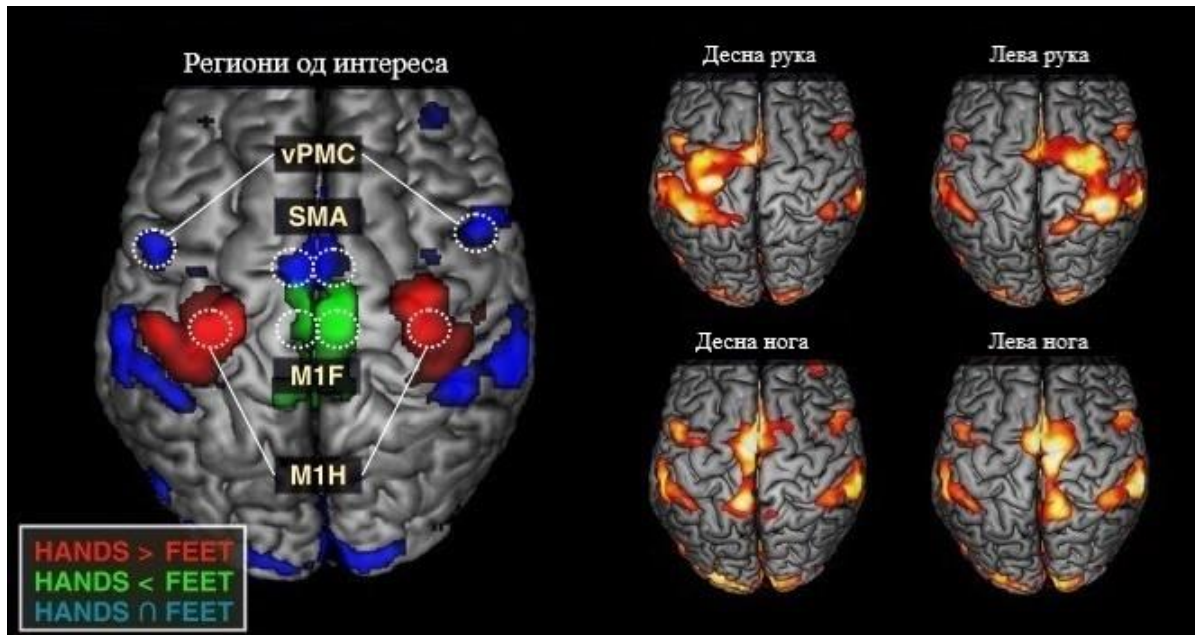 Региони од интереса
vPMC
SMA
M1F
M1H
HANDS > FEET
HANDS < FEET
HANDS ∩ FEET
Десна рука
Лева рука
Десна нога
Лева нога